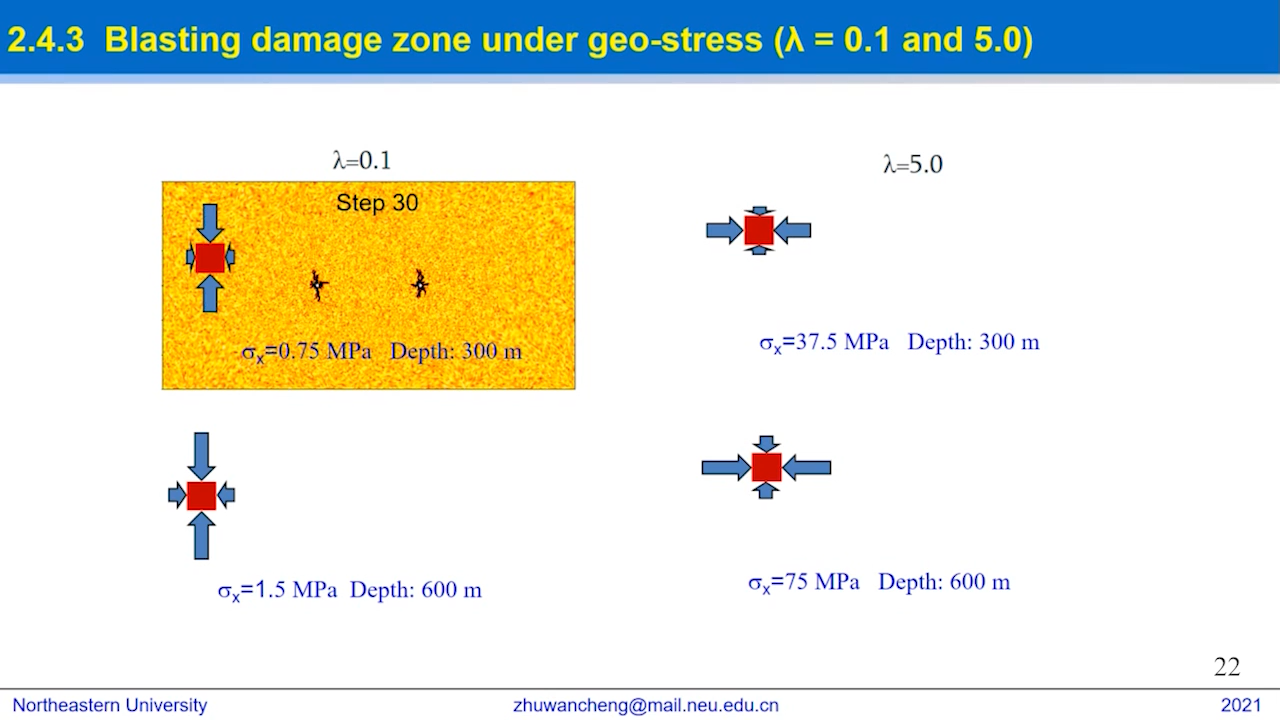 2.4.3 Blasting damage zone under geo-stress (λ = 0.1 and 5.0)
λ=0.1
λ=5.0
Step 30
σx=0.75 MPa Depth: 300 m
σx=37.5 MPa Depth: 300 m
σx=1.5 MPa Depth: 600 m
σx=75 MPa Depth: 600 m
22
Northeastern University
zhuwancheng@mail.neu.edu.cn
2021